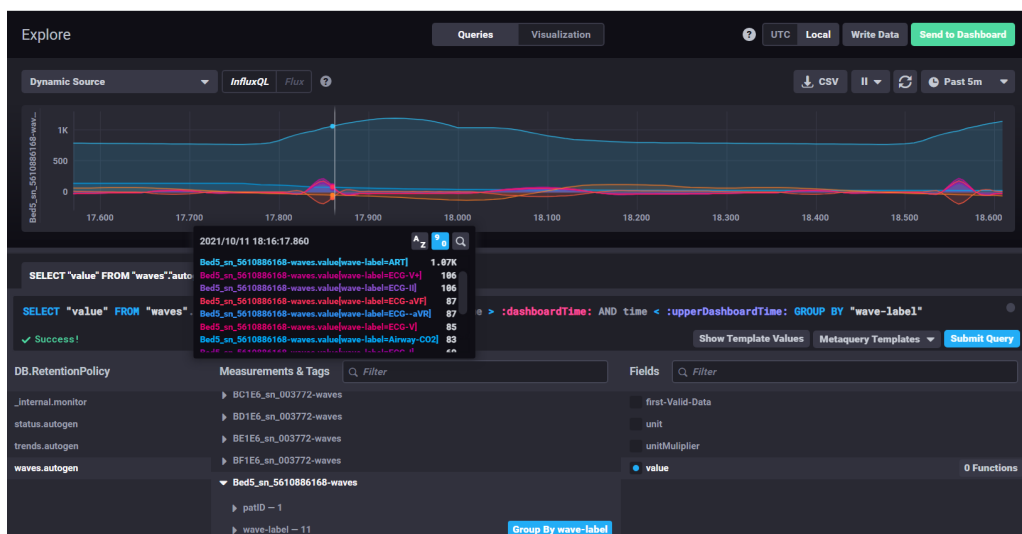 Explore
Queries
Visualization
?
UTC
Local
Write Data
Send to Dashboard
Dynamic Source
InfluxQL
Flux
?
CSV
Past 5m
Bed5_sn_5610886168-wav...
1K
500
0
17.600
17.700
17.800
17.900
18.000
18.100
18.200
18.300
18.400
18.500
18.600
2021/10/11 18:16:17.860
A Z
9 0
Bed5_sn_5610886168-waves.value[wave-label=ART] 1.07K
Bed5_sn_5610886168-waves.value[wave-label=ECG-V+] 106
Bed5_sn_5610886168-waves.value[wave-label=ECG-II] 106
Bed5_sn_5610886168-waves.value[wave-label=ECG-aVF] 87
Bed5_sn_5610886168-waves.value[wave-label=ECG--aVR] 87
Bed5_sn_5610886168-waves.value[wave-label=ECG-V] 85
Bed5_sn_5610886168-waves.value[wave-label=Airway-CO2] 83
SELECT "value" FROM "waves"."auto
SELECT "value" FROM "waves". > :dashboardTime: AND time < :upperDashboardTime: GROUP BY "wave-label"
Success!
Show Template Values
Metaquery Templates
Submit Query
DB.RetentionPolicy
Measurements & Tags
Filter
Fields
Filter
_internal.monitor
status.autogen
trends.autogen
waves.autogen
BC1E6_sn_003772-waves
BD1E6_sn_003772-waves
BE1E6_sn_003772-waves
BF1E6_sn_003772-waves
Bed5_sn_5610886168-waves
patID — 1
wave-label — 11
Group By wave-label
first-Valid-Data
unit
unitMuliplier
value
0 Functions